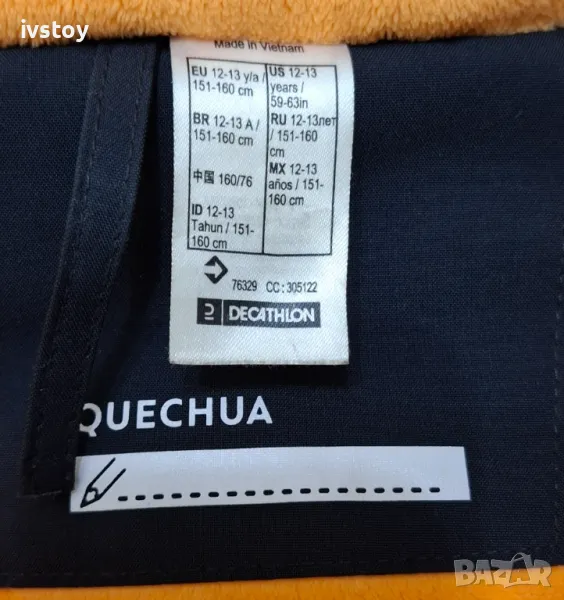 ivstoy
Made in Vietnam
EU 12-13 y/a /
151-160 cm
BR 12-13 A /
151-160 cm
中国 160/76
ID 12-13
Tahun / 151-
160 cm
US 12-13
years /
59-63in
RU 12-13лет
/ 151-160
cm
MX 12-13
años / 151-
160 cm
76329 CC: 305122
DECATHLON
QUECHUA
BAZAR